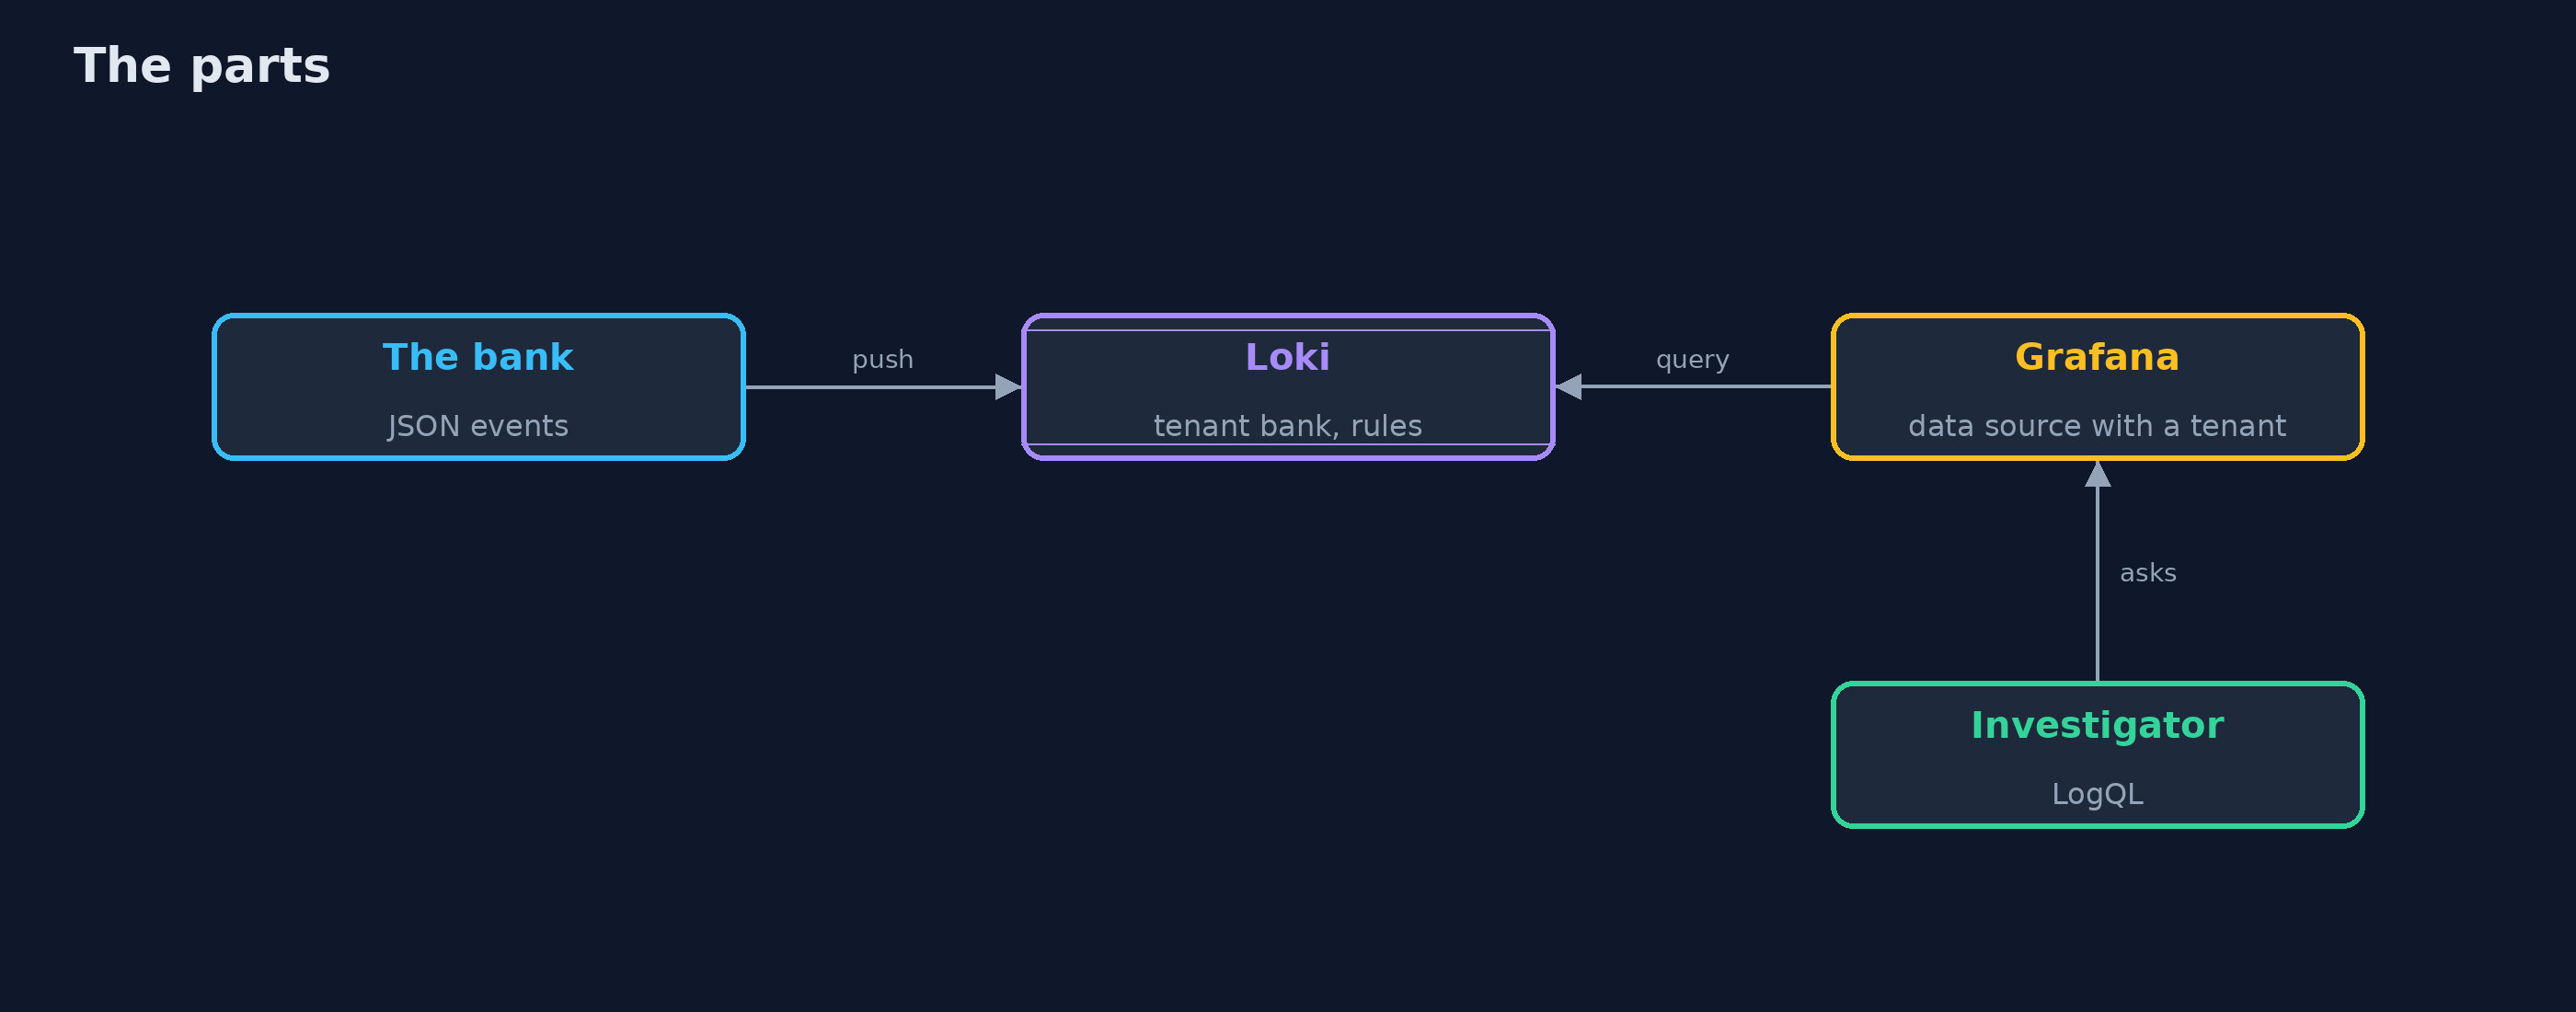 The parts
The bank
JSON events
push
Loki
tenant bank, rules
query
Grafana
data source with a tenant
asks
Investigator
LogQL